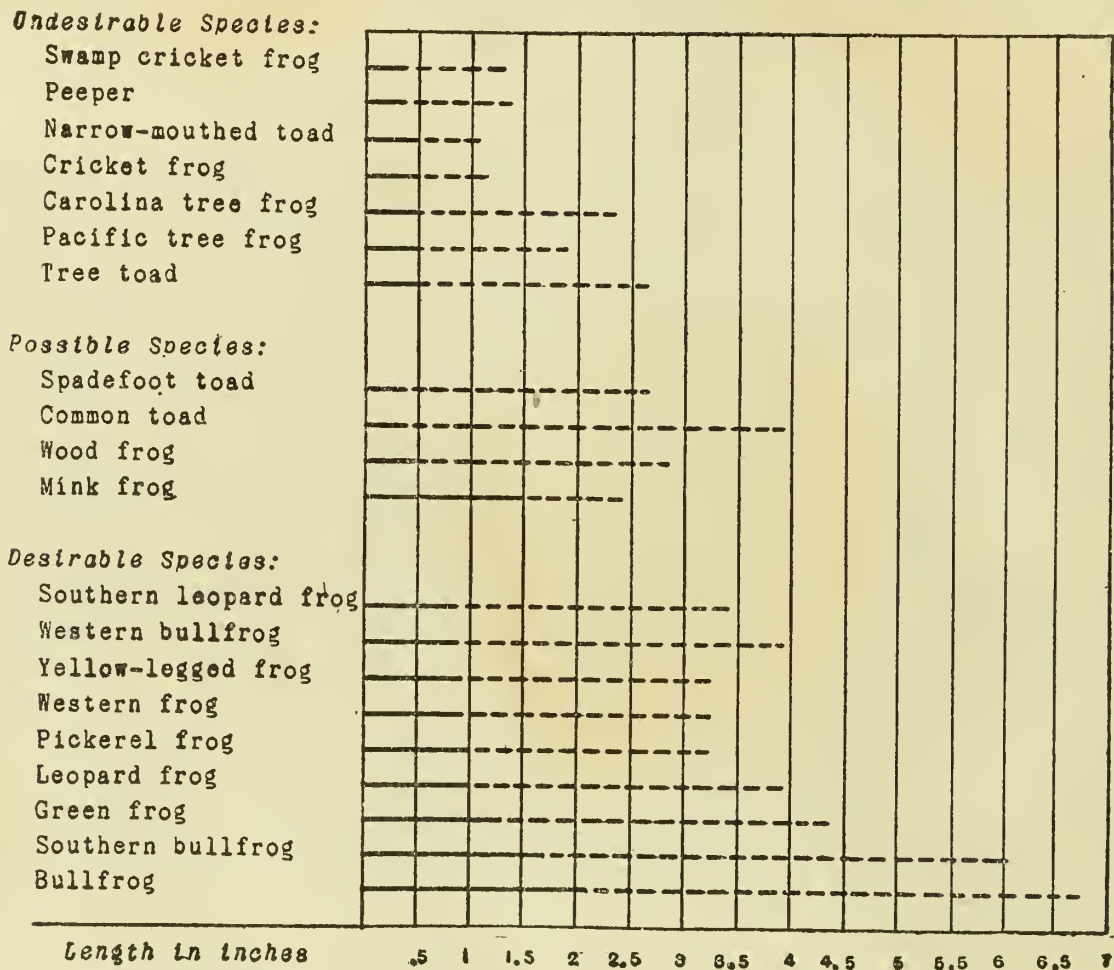 Undesirable Species:
Swamp cricket frog
Peeper
Narrow-mouthed toad
Cricket frog
Carolina tree frog
Pacific tree frog
Tree toad
Possible Species:
Spadefoot toad
Common toad
Wood frog
Mink frog
Desirable Species:
Southern leopard frog
Western bullfrog
Yellow-legged frog
Western frog
Pickerel frog
Leopard frog
Green frog
Southern bullfrog
Bullfrog
Length in inches .5 1 1.5 2 2.5 3 3.5 4 4.5 5 5.5 6 6.5 7